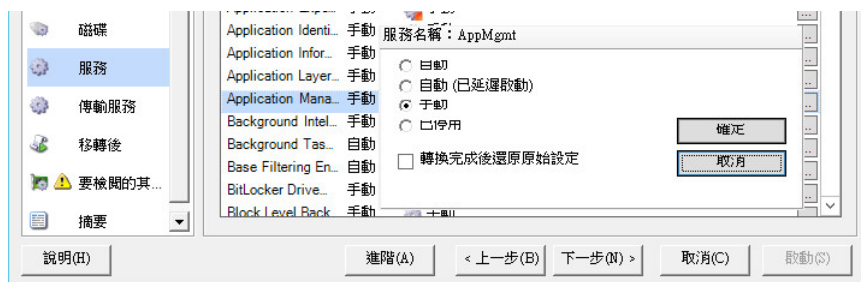 磁碟
服務
傳輸服務
移轉後
要檢閱的其...
摘要
Application Identi... 手動
Application Infor... 手動
Application Layer... 手動
Application Mana... 手動
Background Intel... 手動
Background Tas... 自動
Base Filtering En... 自動
BitLocker Drive... 手動
Block Level Back... 手動
服務名稱：AppMgmt
自動
自動 (已延遲啟動)
手動
已停用
轉換完成後還原原始設定
確定
取消
說明(H)
進階(A)
< 上一步(B)
下一步(N) >
取消(C)
啟動(S)